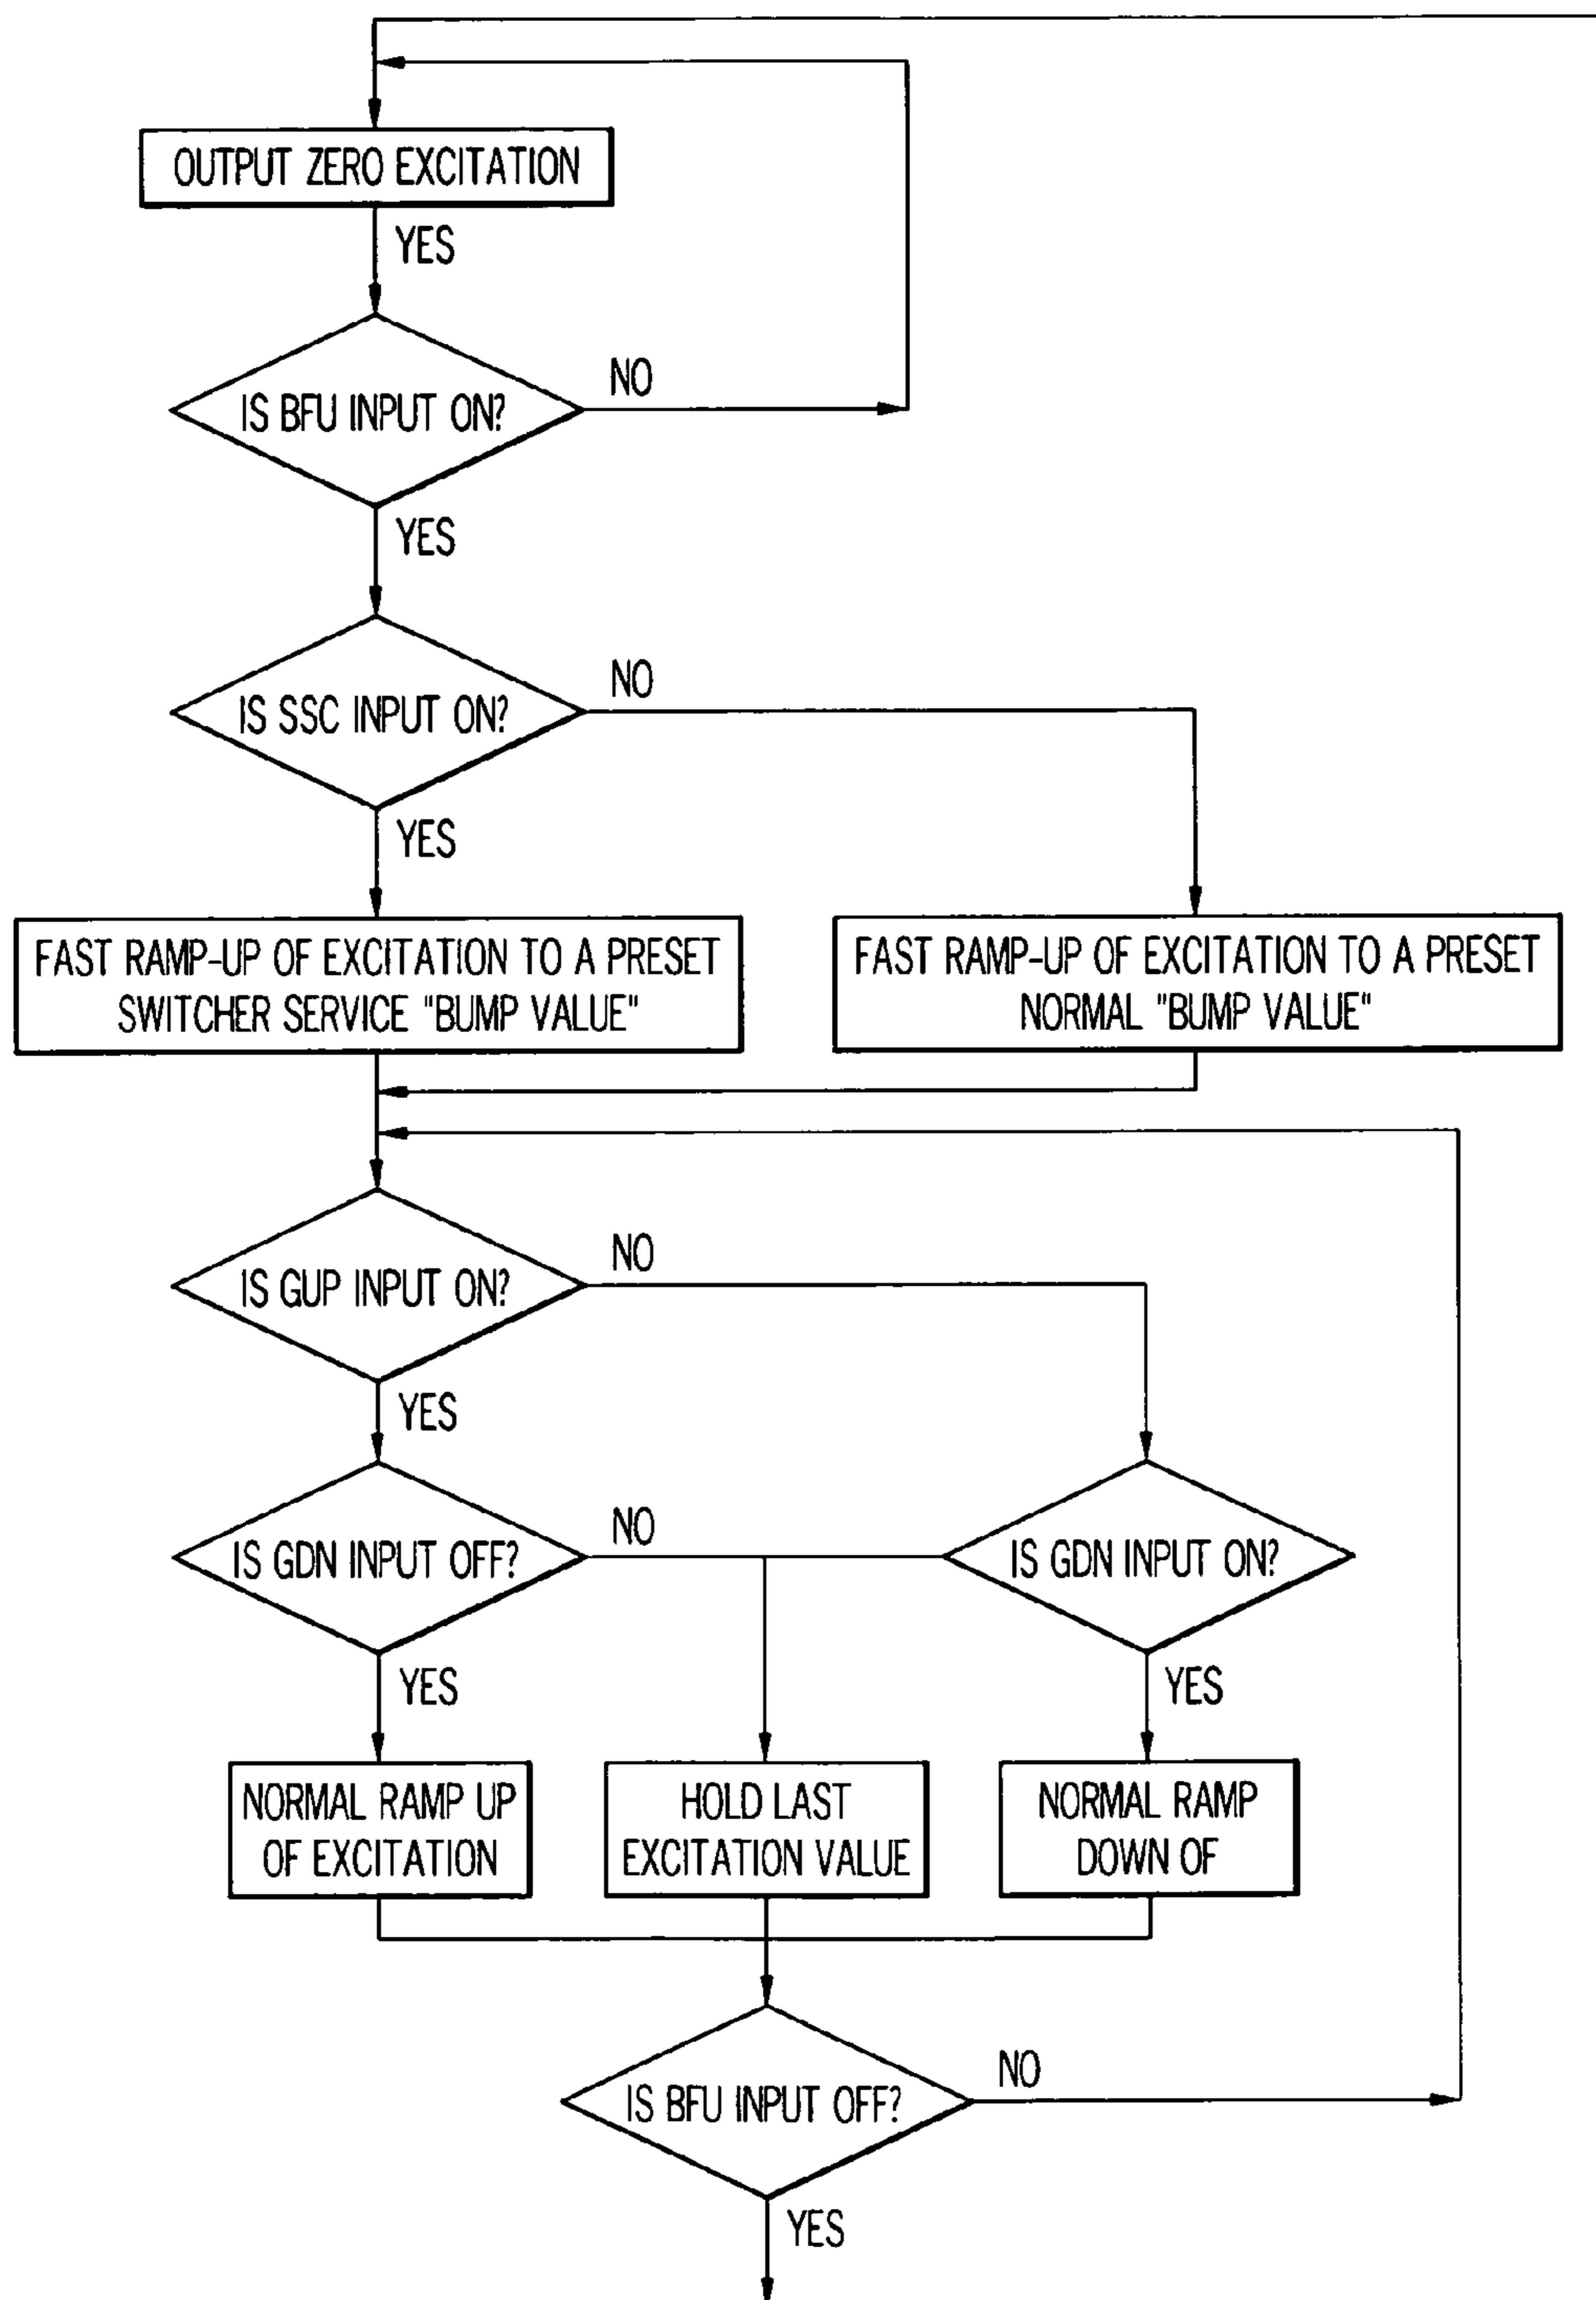 OUTPUT ZERO EXCITATION
YES
IS BFU INPUT ON?
NO
YES
IS SSC INPUT ON?
NO
YES
FAST RAMP-UP OF EXCITATION TO A PRESET
SWITCHER SERVICE "BUMP VALUE"
FAST RAMP-UP OF EXCITATION TO A PRESET
NORMAL "BUMP VALUE"
IS GUP INPUT ON?
NO
YES
IS GDN INPUT OFF?
NO
IS GDN INPUT ON?
YES
YES
NORMAL RAMP UP
OF EXCITATION
HOLD LAST
EXCITATION VALUE
NORMAL RAMP
DOWN OF
IS BFU INPUT OFF?
NO
YES